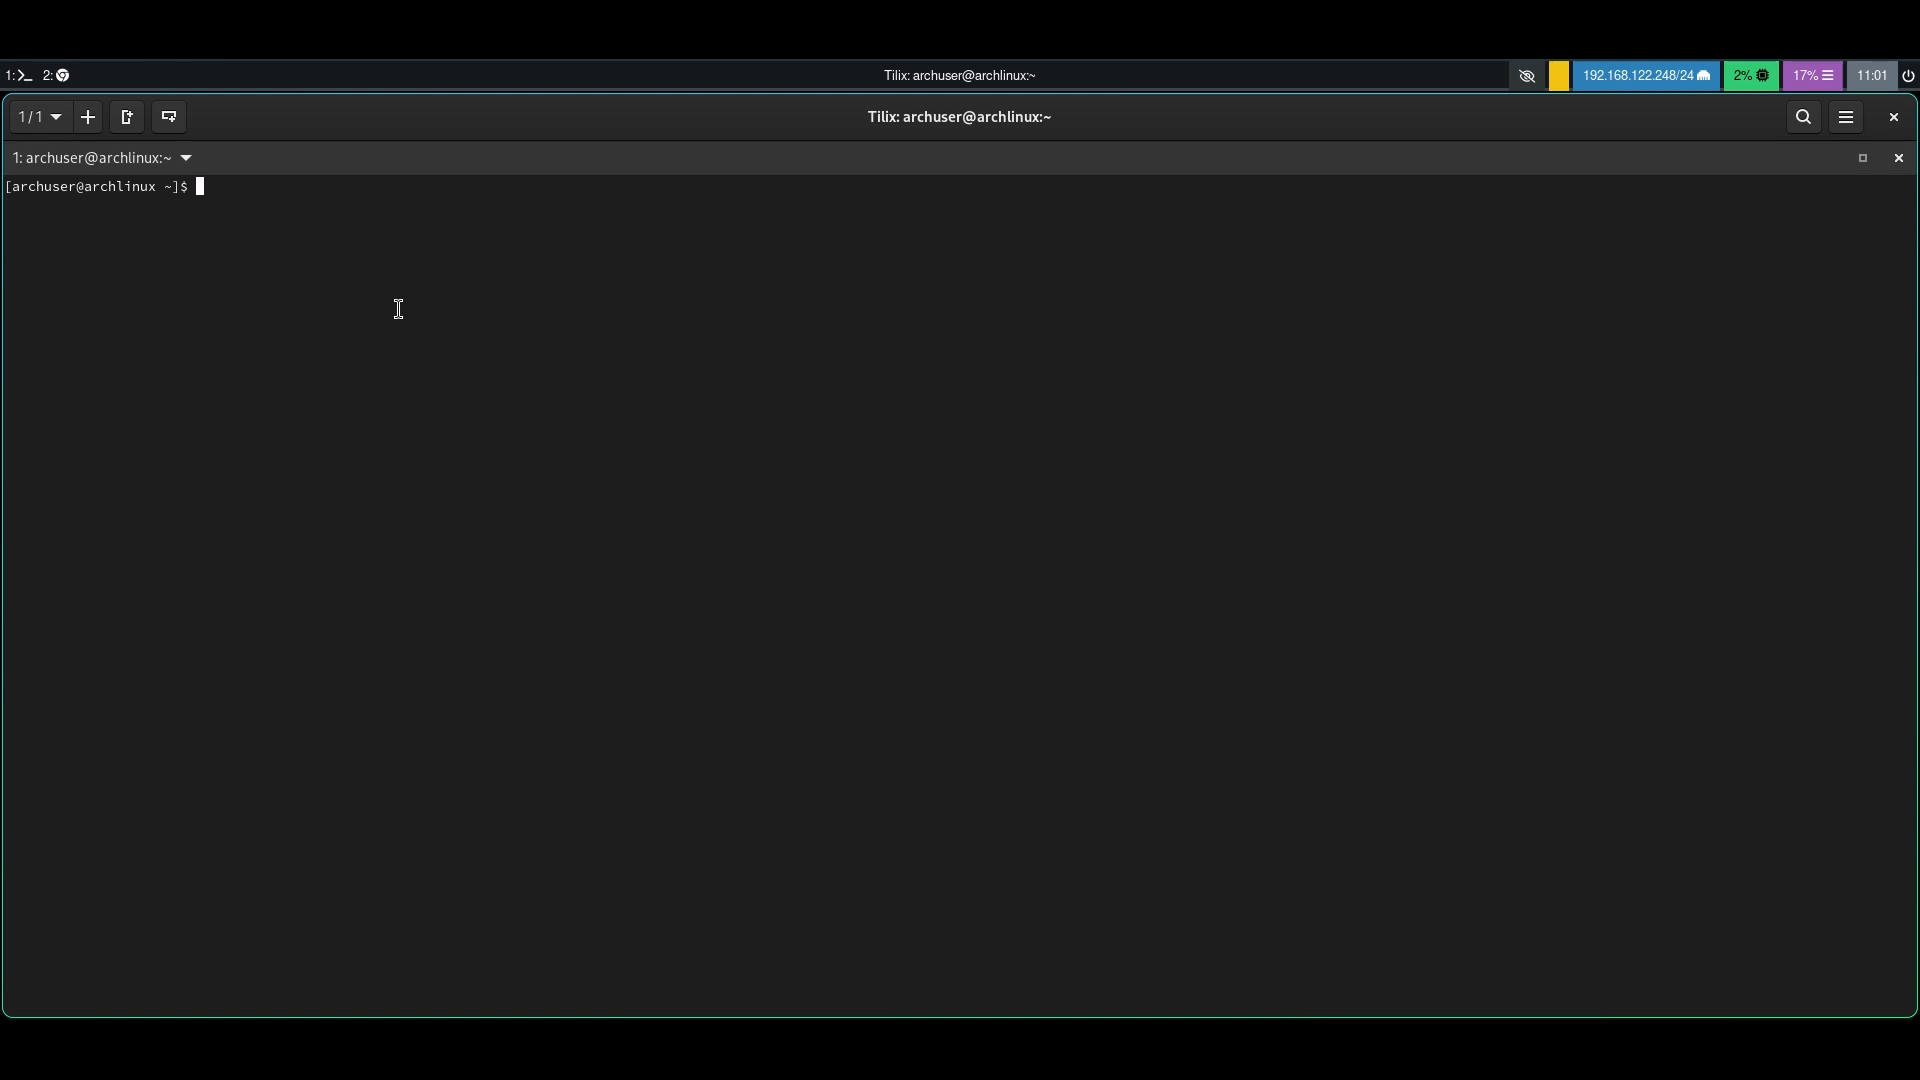 1: 2: Tilix: archuser@archlinux:~ 192.168.122.248/24 2% 17% 11:01
1 / 1 Tilix: archuser@archlinux:~
1: archuser@archlinux:~
[archuser@archlinux ~]$